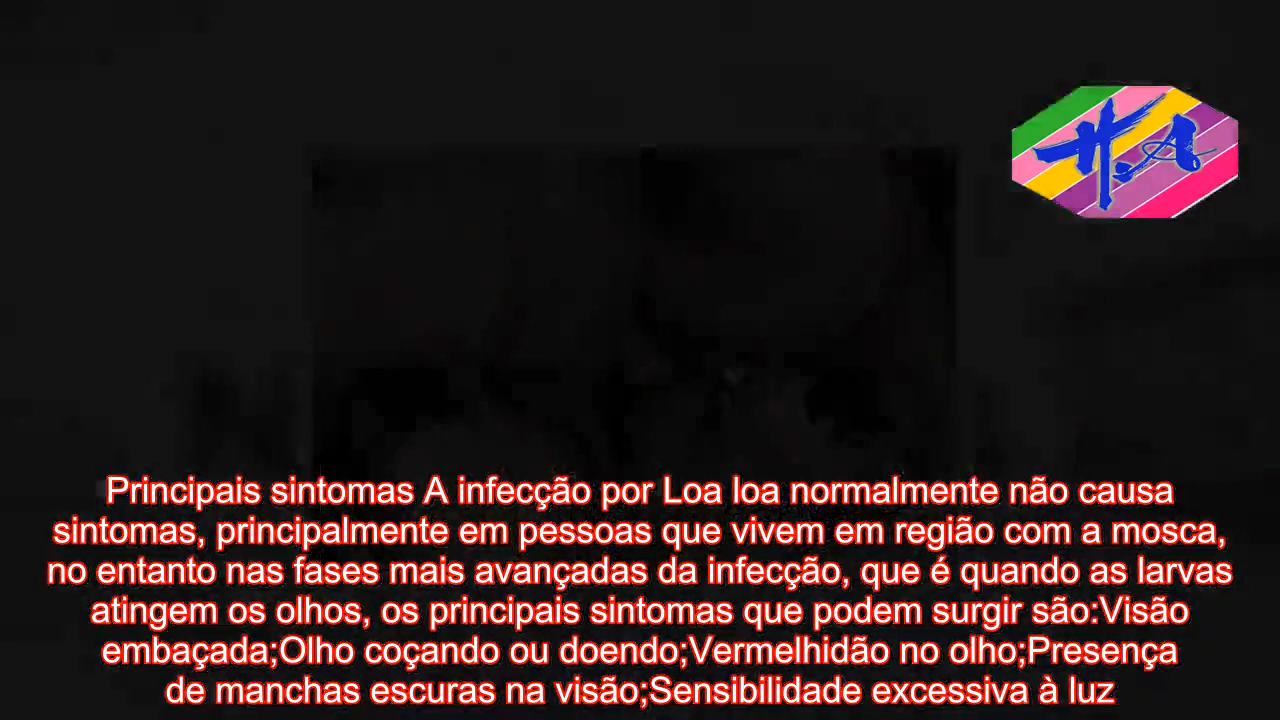 HA
Principais sintomas A infecção por Loa loa normalmente não causa
sintomas, principalmente em pessoas que vivem em região com a mosca,
no entanto nas fases mais avançadas da infecção, que é quando as larvas
atingem os olhos, os principais sintomas que podem surgir são:Visão
embaçada;Olho coçando ou doendo;Vermelhidão no olho;Presença
de manchas escuras na visão;Sensibilidade excessiva à luz